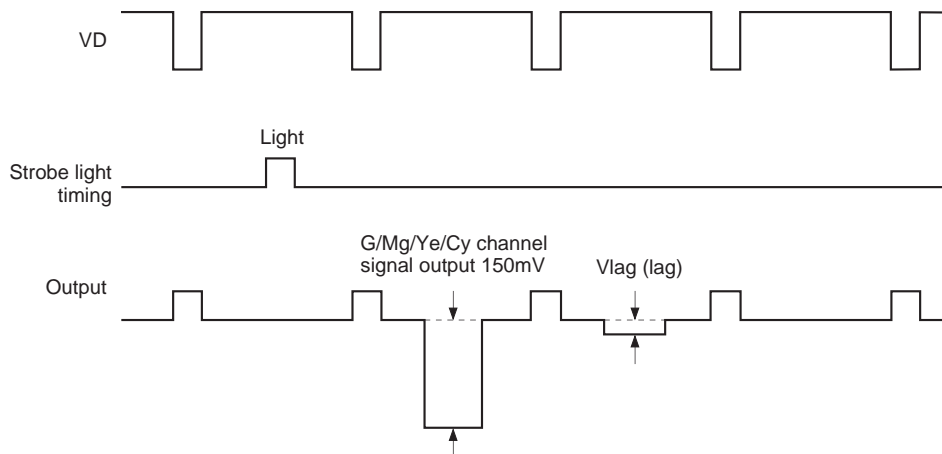 VD
Light
Strobe light
timing
G/Mg/Ye/Cy channel
signal output 150mV
Vlag (lag)
Output